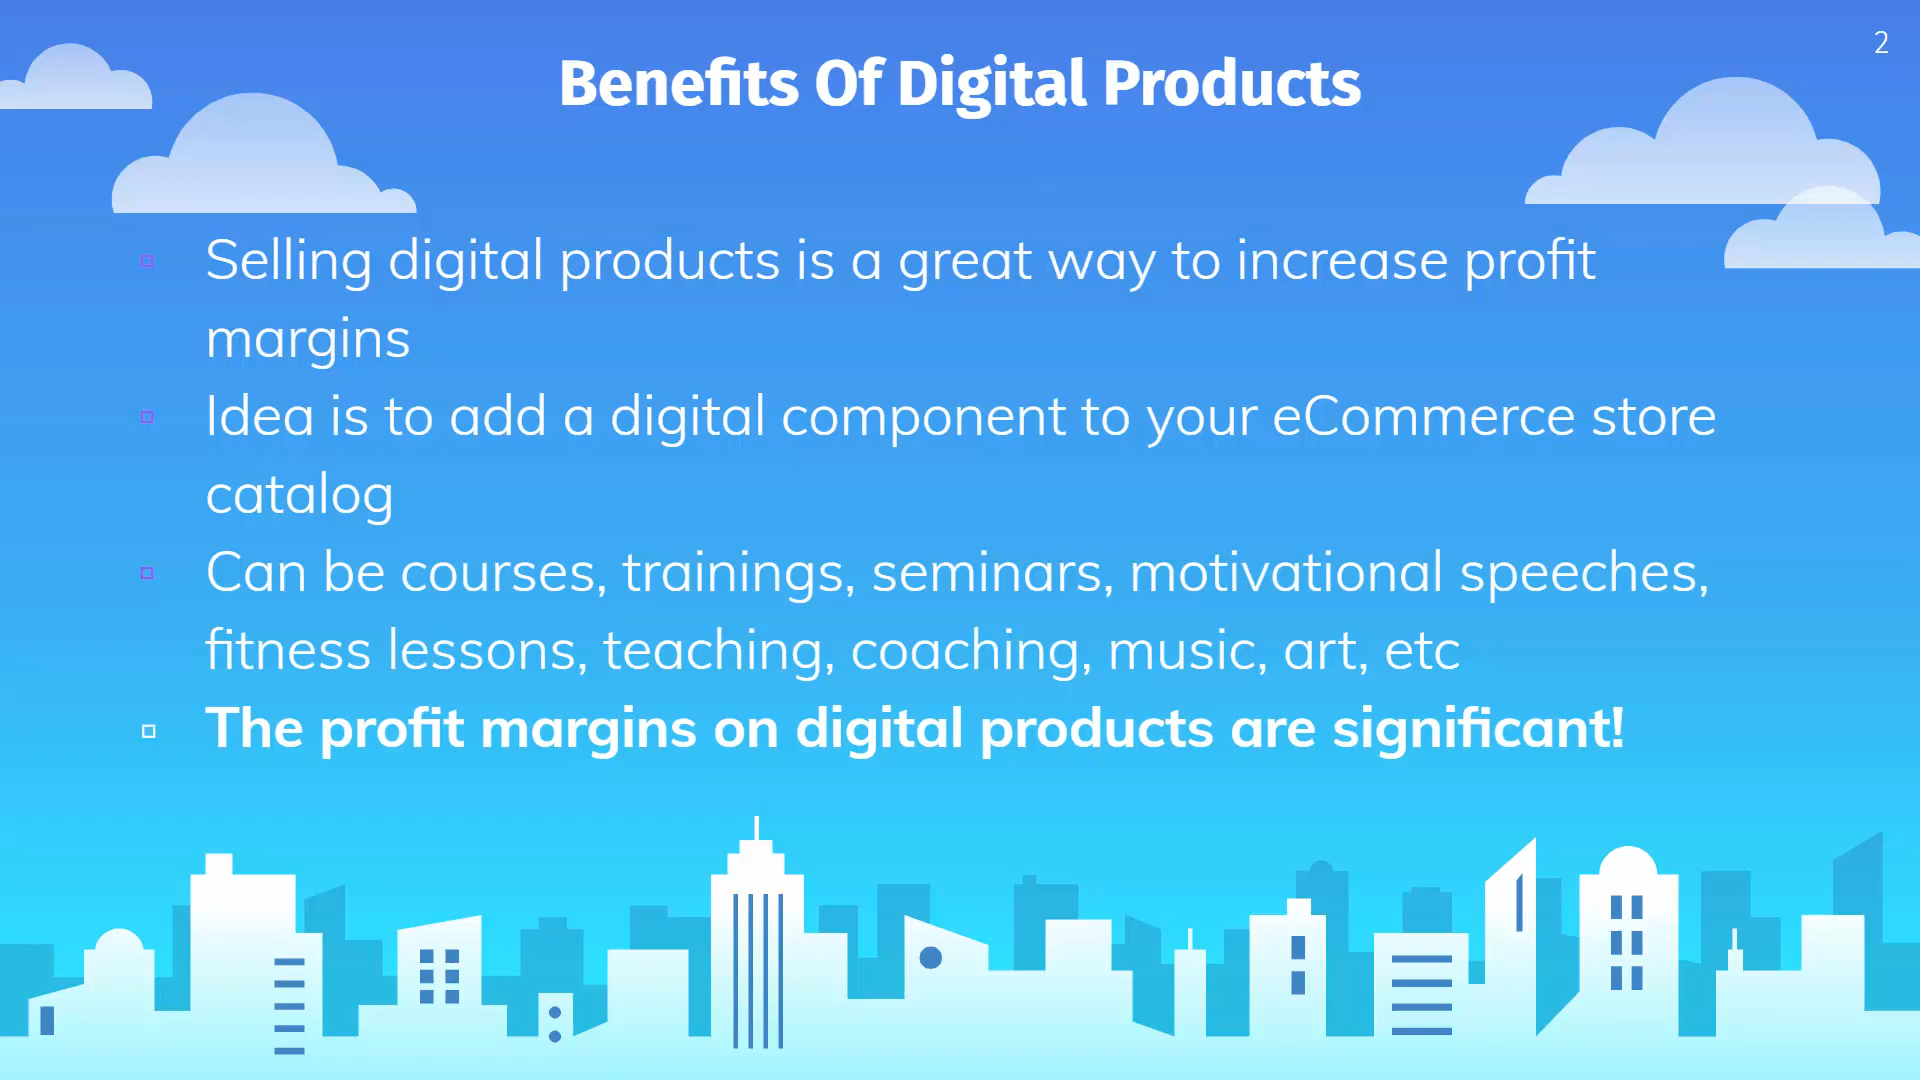 2
Benefits Of Digital Products
Selling digital products is a great way to increase profit
margins
Idea is to add a digital component to your eCommerce store
catalog
Can be courses, trainings, seminars, motivational speeches,
fitness lessons, teaching, coaching, music, art, etc
The profit margins on digital products are significant!